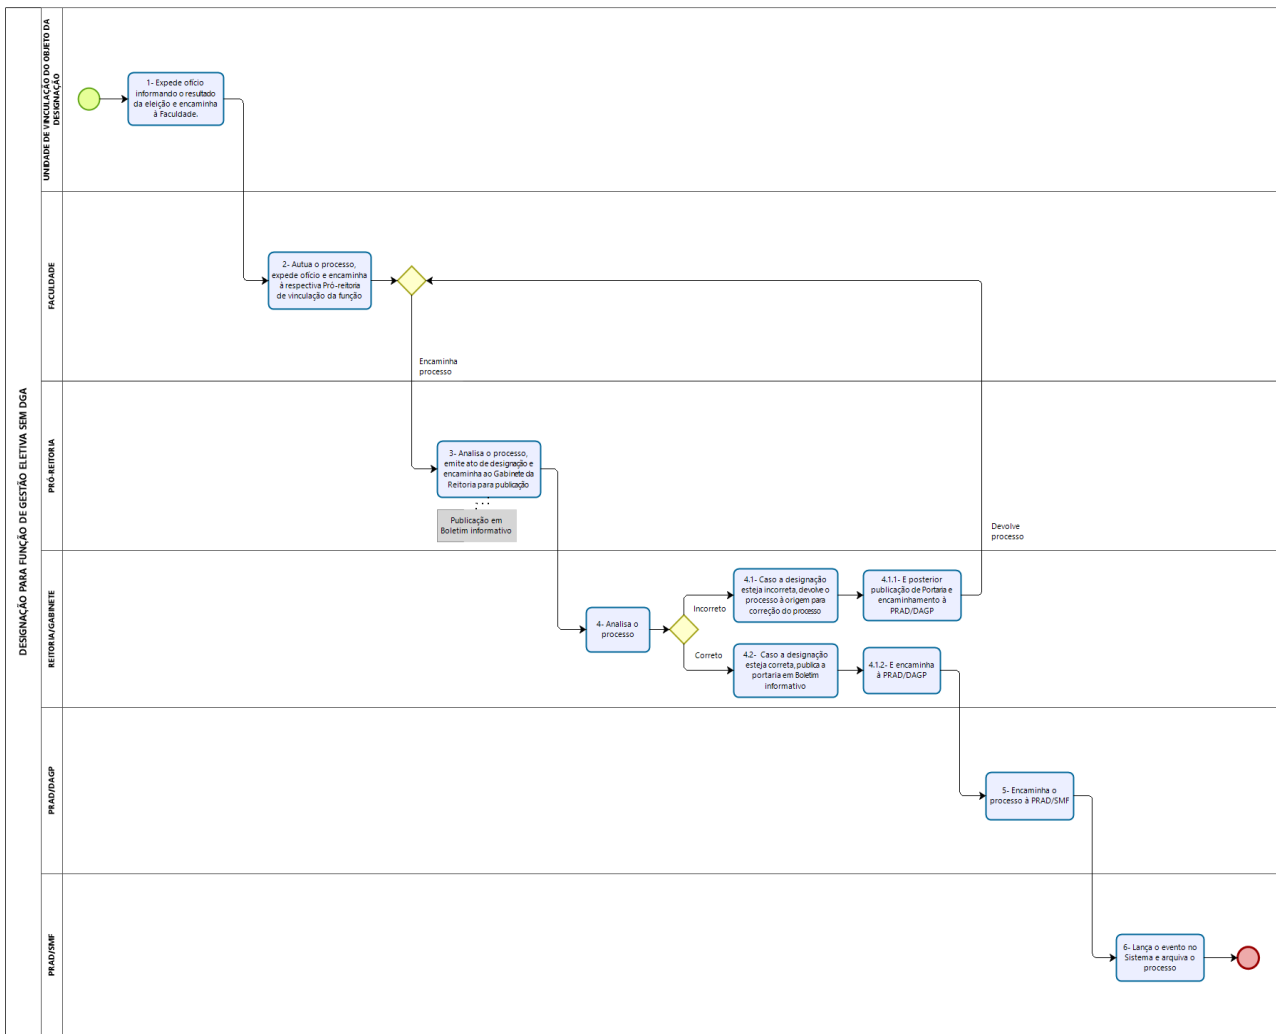 DESIGNAÇÃO PARA FUNÇÃO DE GESTÃO ELETIVA SEM DGA
UNIDADE DE VINCULAÇÃO DO OBJETO DA
DESIGNAÇÃO
1- Expede ofício
informando o resultado
da eleição e encaminha
à Faculdade.
FACULDADE
2- Autua o processo,
expede ofício e encaminha
à respectiva Pró-reitoria
de vinculação da função
Encaminha
processo
PRÓ-REITORIA
3- Analisa o processo,
emite ato de designação e
encaminha ao Gabinete da
Reitoria para publicação
Publicação em
Boletim informativo
Devolve
processo
REITORIA/GABINETE
4- Analisa o
processo
Incorreto
4.1- Caso a designação
esteja incorreta, devolve o
processo à origem para
correção do processo
4.1.1- E posterior
publicação de Portaria e
encaminhamento à
PRAD/DAGP
Correto
4.2- Caso a designação
esteja correta, publica a
portaria em Boletim
informativo
4.1.2- E encaminha
à PRAD/DAGP
PRAD/DAGP
5- Encaminha o
processo à PRAD/SMF
PRAD/SMF
6- Lança o evento no
Sistema e arquiva o
processo